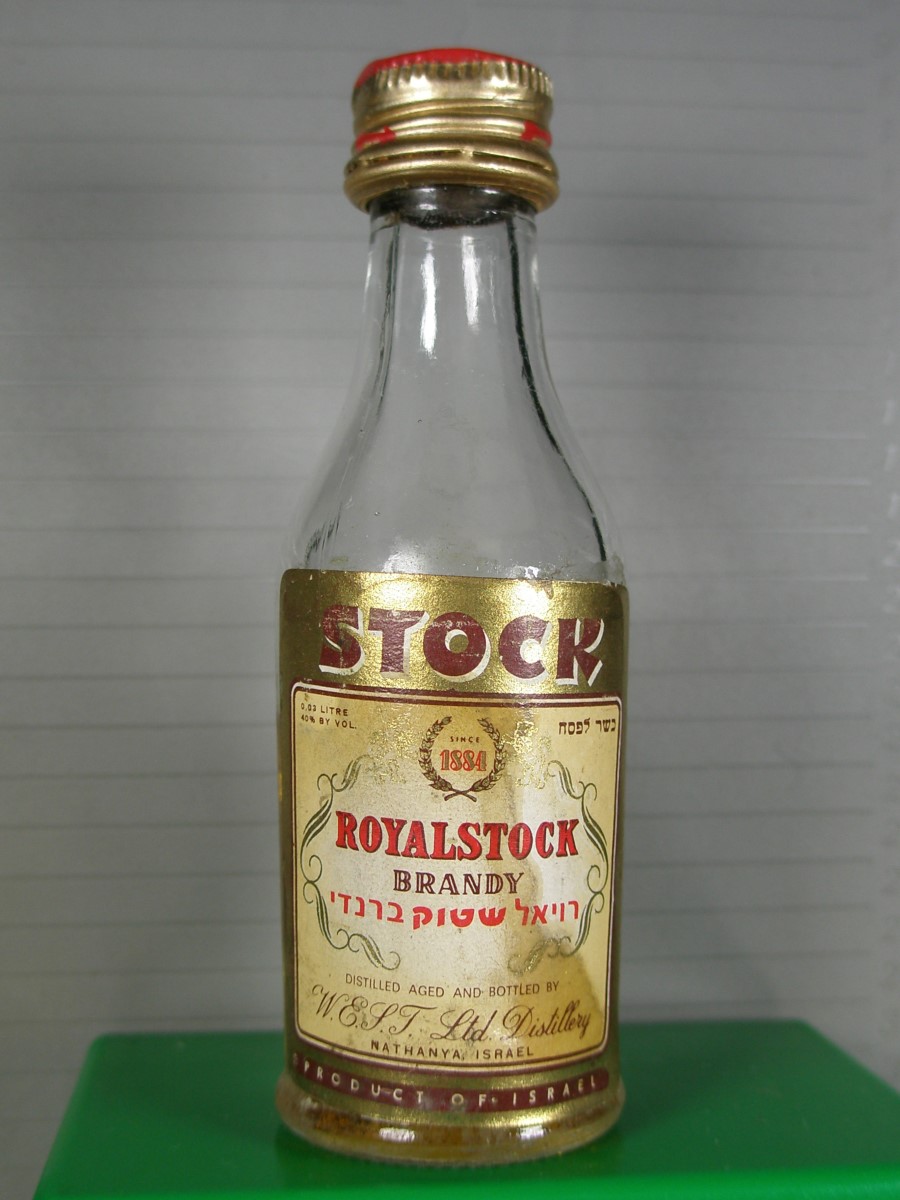 STOCK
0,03 LITRE
40% BY VOL.
כשר לפסח
SINCE
1884
ROYALSTOCK
BRANDY
רויאל שטוק ברנדי
DISTILLED AGED AND BOTTLED BY
W.E.S.T. Ltd. Distillery
NATHANYA, ISRAEL
PRODUCT OF ISRAEL